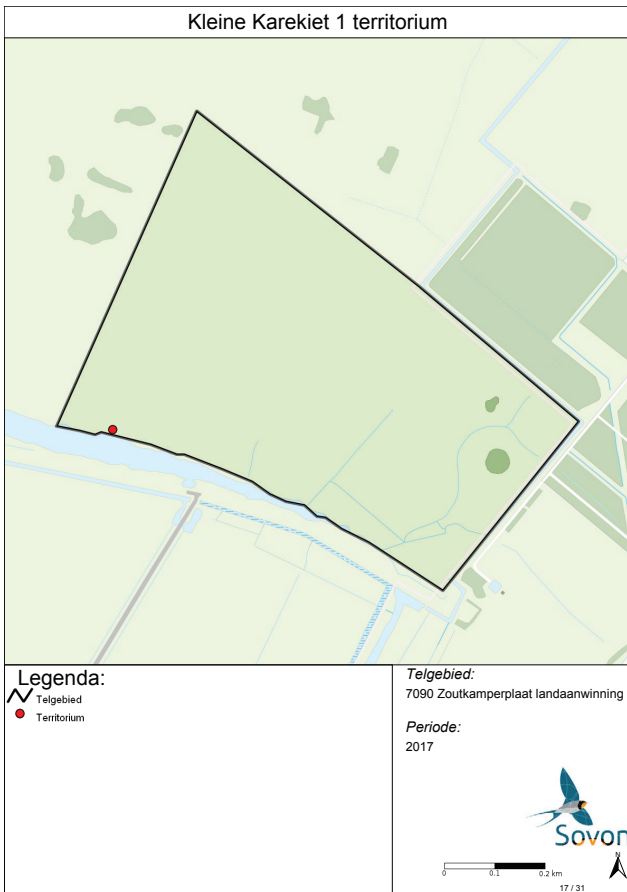 Kleine Karekiet 1 territorium
Legenda:
Telgebied
Territorium
Telgebied:
7090 Zoutkamperplaat landaanwinning
Periode:
2017
Sovon
N
0 0.1 0.2 km
17 / 31